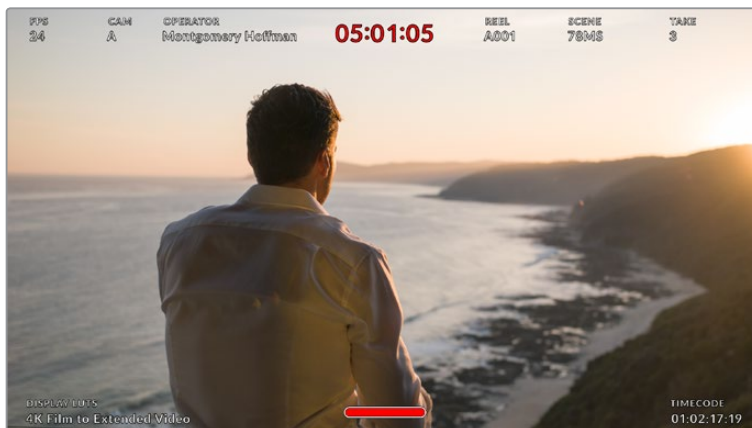 FPS CAM OPERATOR 05:01:05 REEL SCENE TAKE
24 A Montgomery Hoffman A001 78MS 3
DISPLAY LUTS TIMECODE
4K Film to Extended Video 01:02:17:19